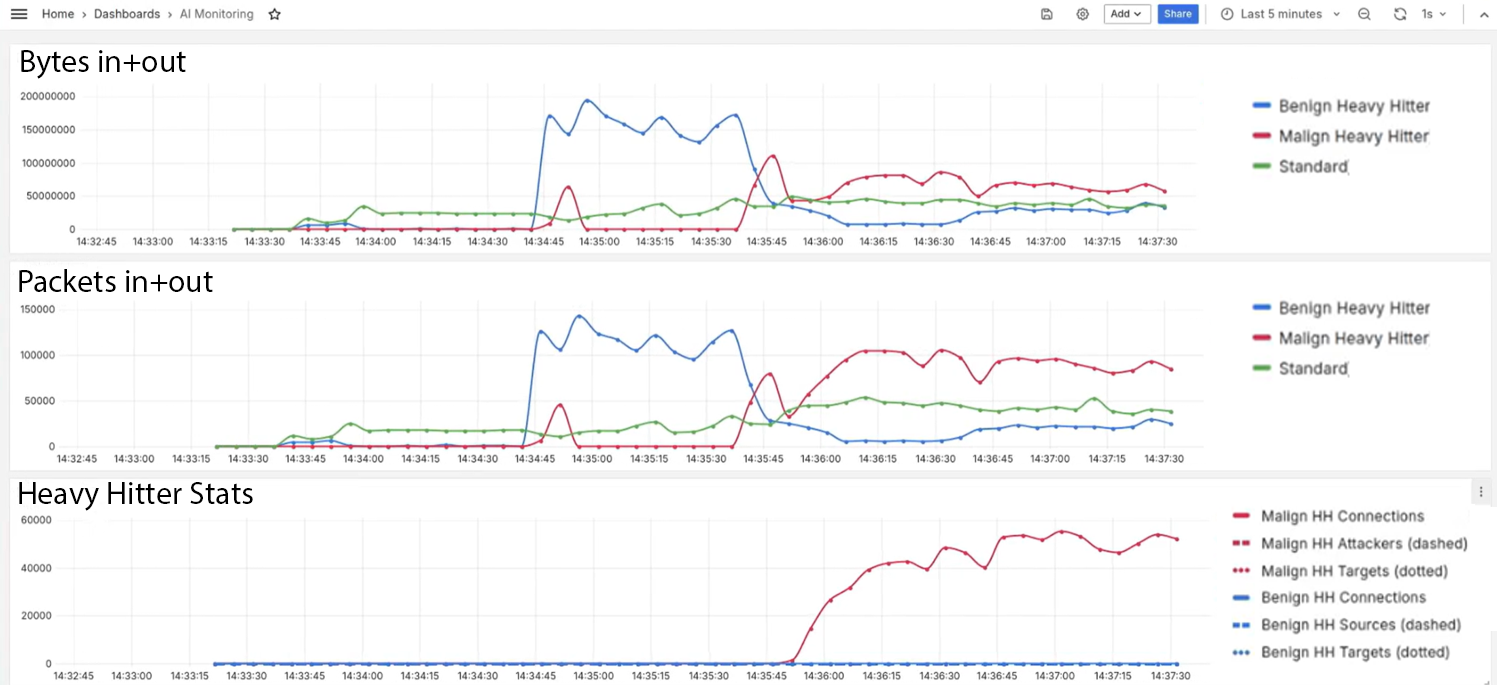 Home › Dashboards › AI Monitoring Add Share Last 5 minutes 1s
Bytes in+out
200000000
150000000
100000000
50000000
0
14:32:45 14:33:00 14:33:15 14:33:30 14:33:45 14:34:00 14:34:15 14:34:30 14:34:45 14:35:00 14:35:15 14:35:30 14:35:45 14:36:00 14:36:15 14:36:30 14:36:45 14:37:00 14:37:15 14:37:30
Benign Heavy Hitter
Malign Heavy Hitter
Standard
Packets in+out
150000
100000
50000
0
14:32:45 14:33:00 14:33:15 14:33:30 14:33:45 14:34:00 14:34:15 14:34:30 14:34:45 14:35:00 14:35:15 14:35:30 14:35:45 14:36:00 14:36:15 14:36:30 14:36:45 14:37:00 14:37:15 14:37:30
Benign Heavy Hitter
Malign Heavy Hitter
Standard
Heavy Hitter Stats
60000
40000
20000
0
14:32:45 14:33:00 14:33:15 14:33:30 14:33:45 14:34:00 14:34:15 14:34:30 14:34:45 14:35:00 14:35:15 14:35:30 14:35:45 14:36:00 14:36:15 14:36:30 14:36:45 14:37:00 14:37:15 14:37:30
Malign HH Connections
Malign HH Attackers (dashed)
Malign HH Targets (dotted)
Benign HH Connections
Benign HH Sources (dashed)
Benign HH Targets (dotted)